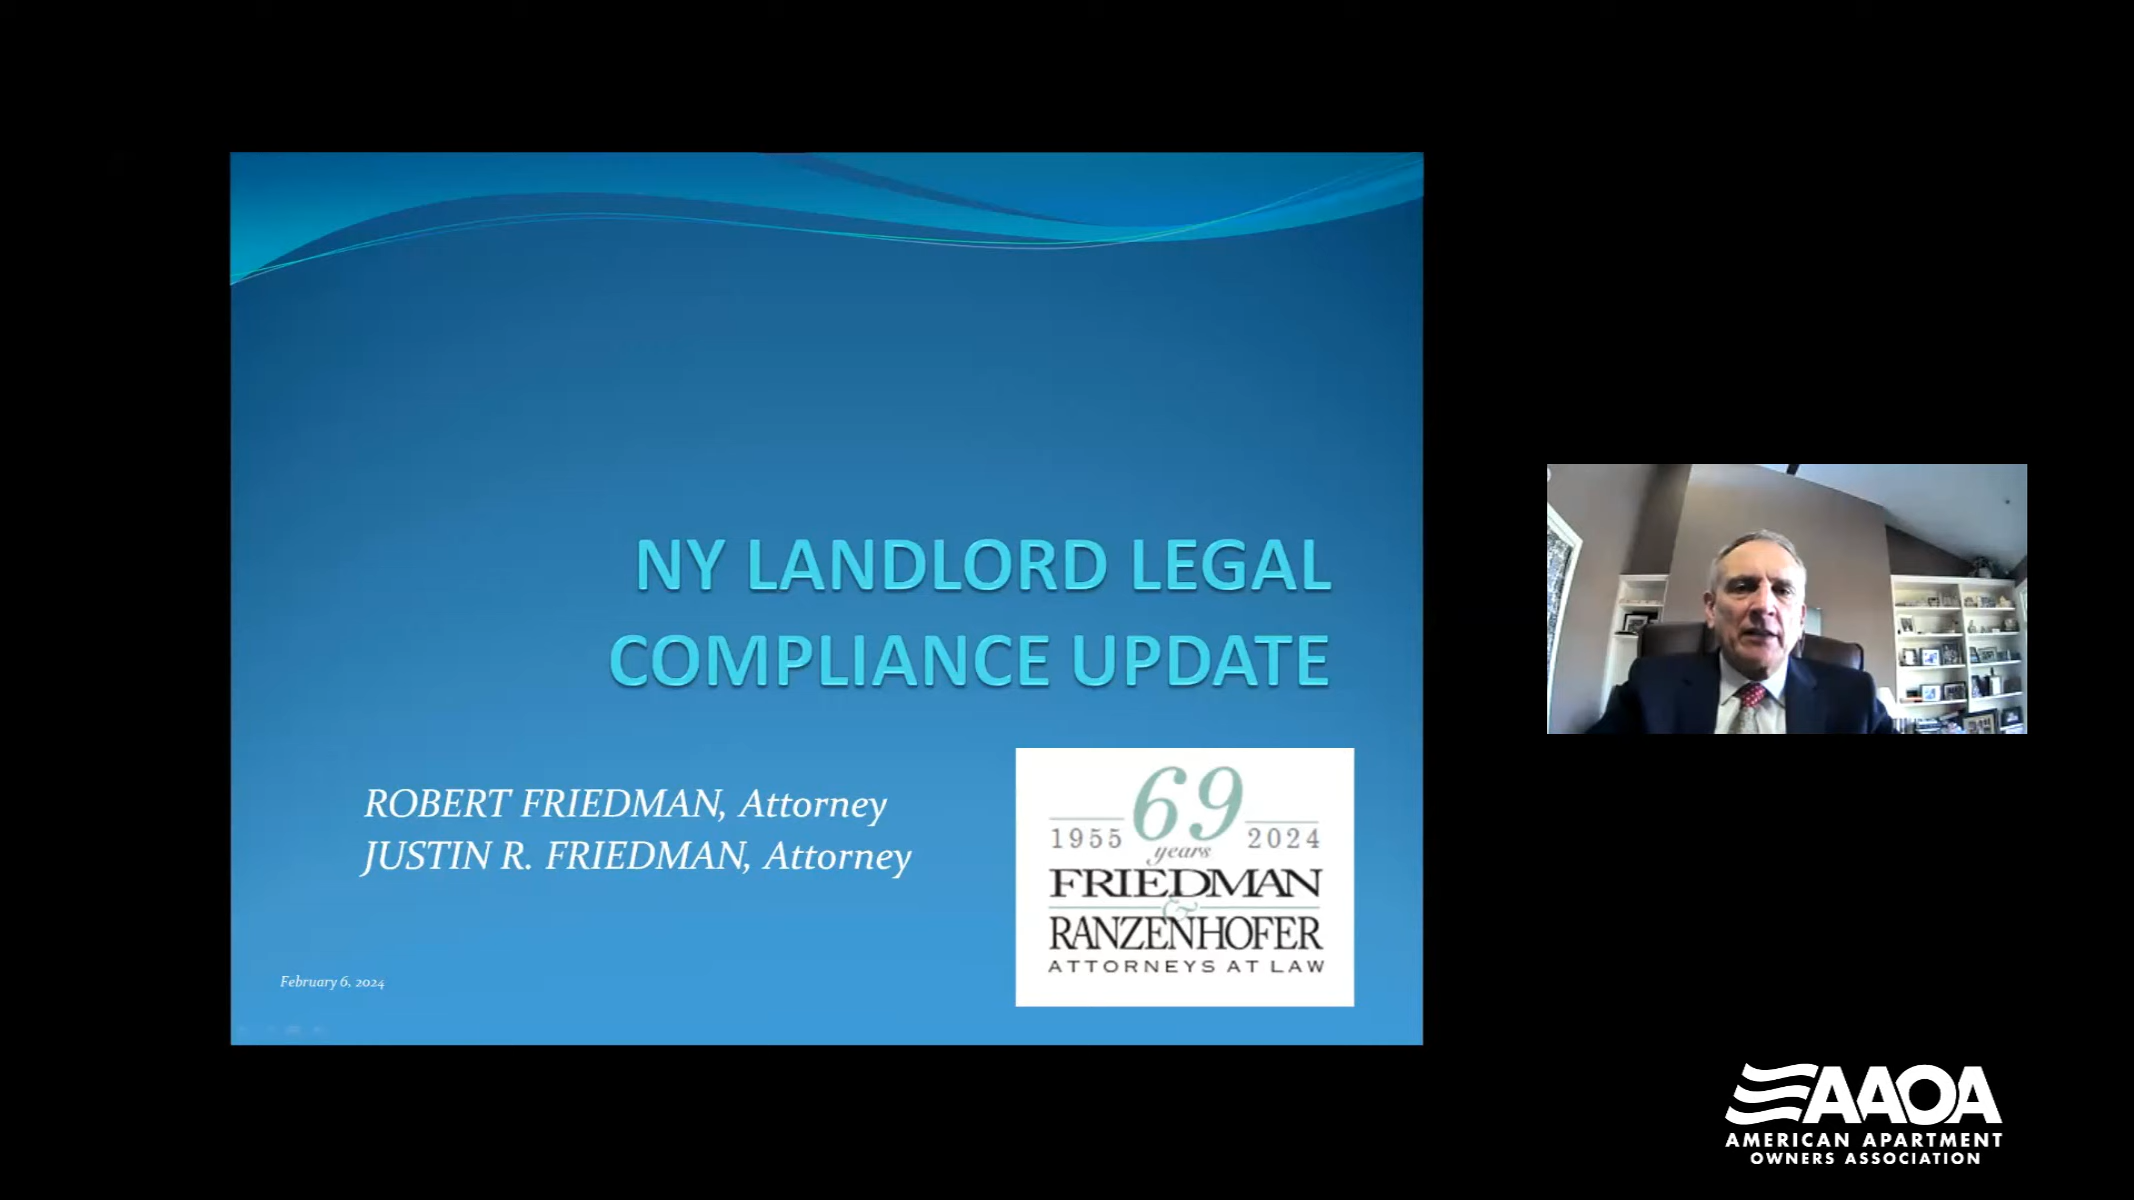 NY LANDLORD LEGAL
COMPLIANCE UPDATE
ROBERT FRIEDMAN, Attorney
JUSTIN R. FRIEDMAN, Attorney
February 6, 2024
69
1955 years 2024
FRIEDMAN
&
RANZENHOFER
ATTORNEYS AT LAW
AAOA
AMERICAN APARTMENT
OWNERS ASSOCIATION